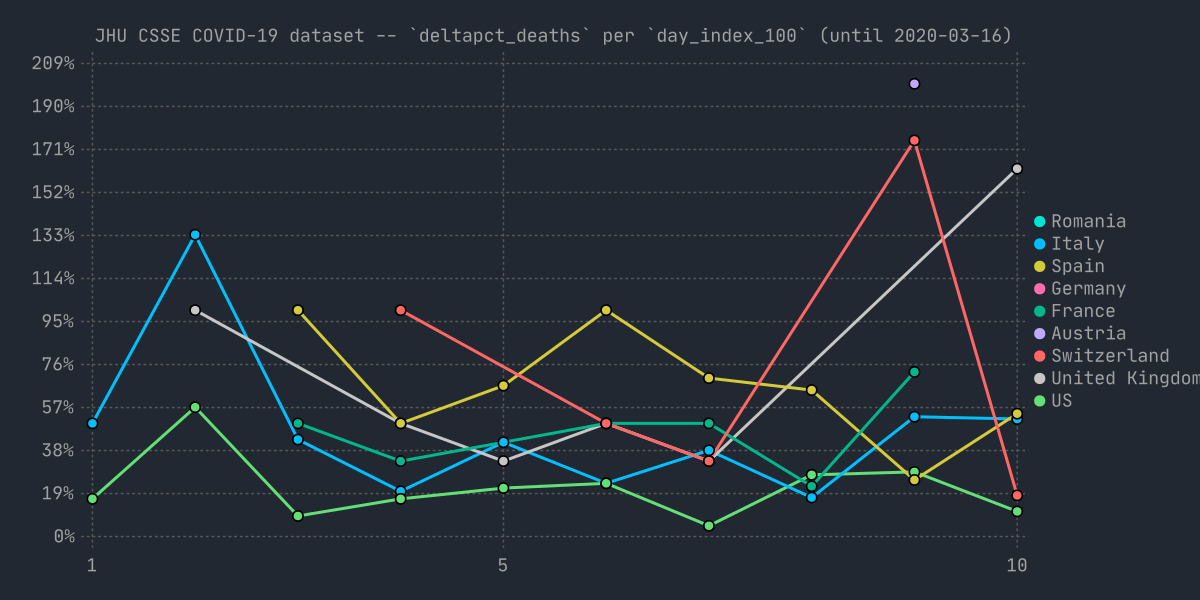 JHU CSSE COVID-19 dataset -- `deltapct_deaths` per `day_index_100` (until 2020-03-16)
209%
190%
171%
152%
133%
114%
95%
76%
57%
38%
19%
0%
1
5
10
Romania
Italy
Spain
Germany
France
Austria
Switzerland
United Kingdom
US